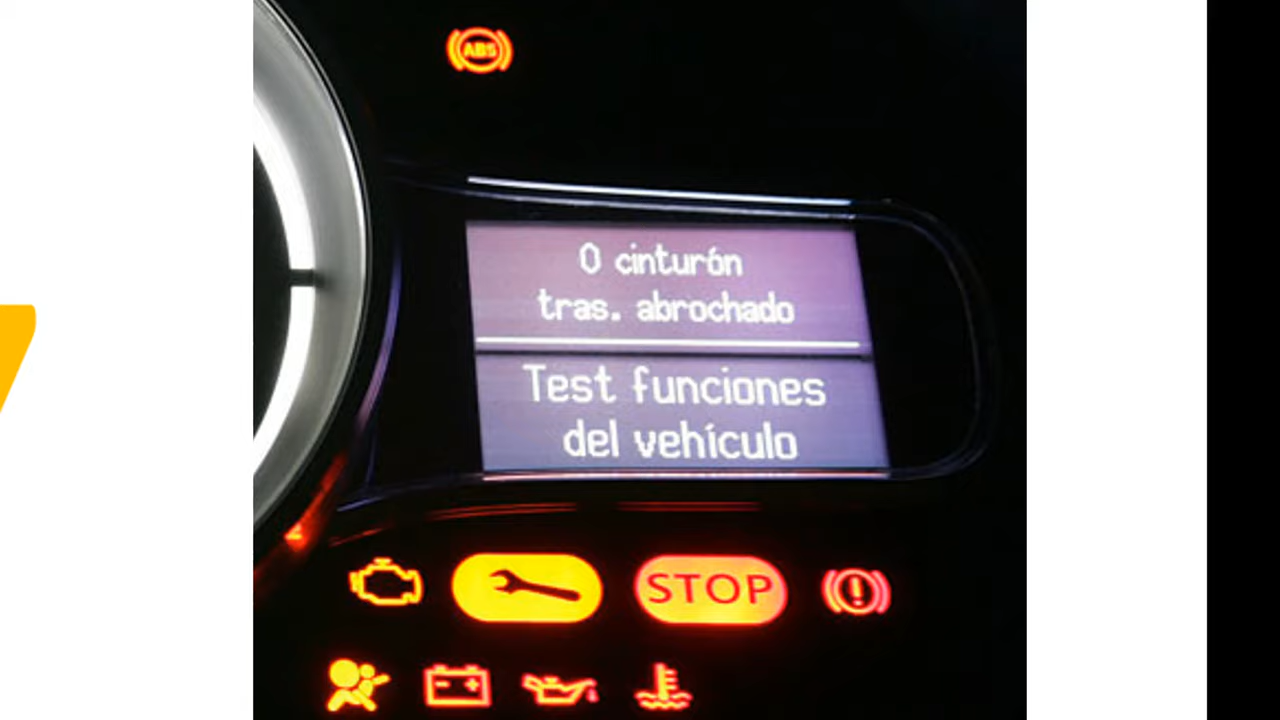 ABS
0 cinturón
tras. abrochado
Test funciones
del vehículo
STOP